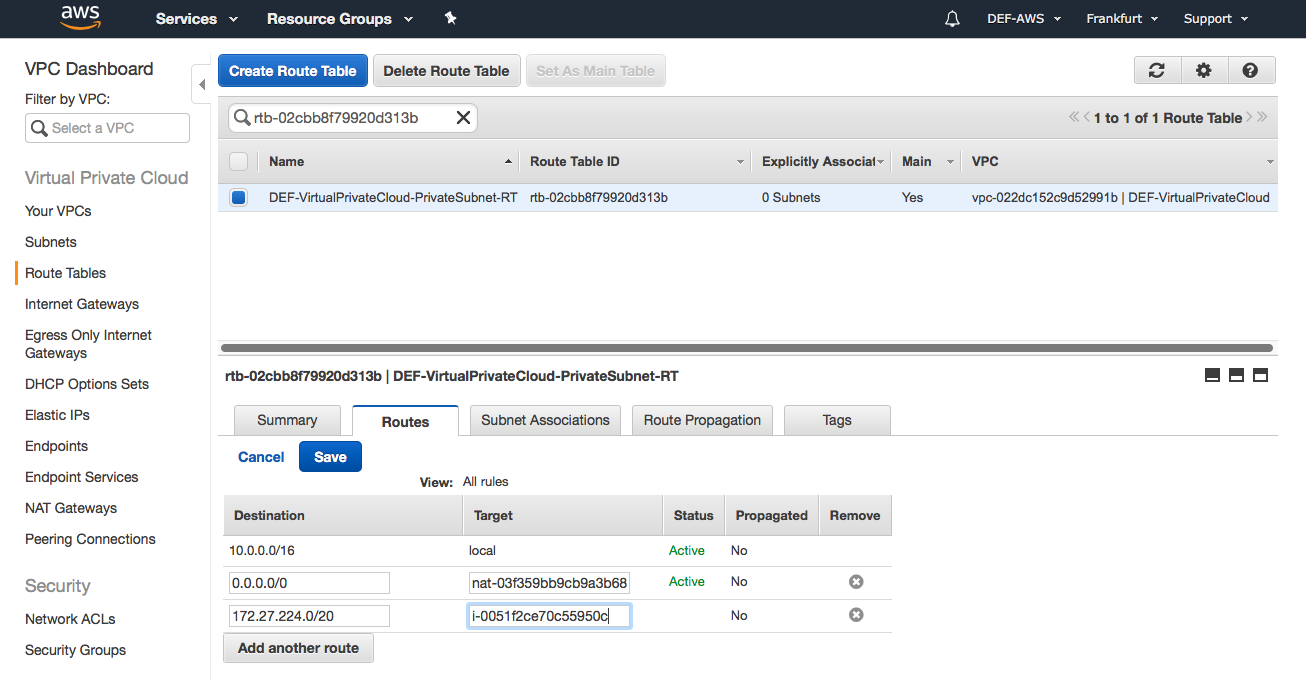 aws Services Resource Groups DEF-AWS Frankfurt Support
VPC Dashboard
Filter by VPC:
Select a VPC
Virtual Private Cloud
Your VPCs
Subnets
Route Tables
Internet Gateways
Egress Only Internet
Gateways
DHCP Options Sets
Elastic IPs
Endpoints
Endpoint Services
NAT Gateways
Peering Connections
Security
Network ACLs
Security Groups
Create Route Table Delete Route Table Set As Main Table
rtb-02cbb8f79920d313b 1 to 1 of 1 Route Table
Name Route Table ID Explicitly Associat Main VPC
DEF-VirtualPrivateCloud-PrivateSubnet-RT rtb-02cbb8f79920d313b 0 Subnets Yes vpc-022dc152c9d52991b | DEF-VirtualPrivateCloud
rtb-02cbb8f79920d313b | DEF-VirtualPrivateCloud-PrivateSubnet-RT
Summary Routes Subnet Associations Route Propagation Tags
Cancel Save
View: All rules
Destination Target Status Propagated Remove
10.0.0.0/16 local Active No
0.0.0.0/0 nat-03f359bb9cb9a3b68 Active No
172.27.224.0/20 i-0051f2ce70c55950c No
Add another route